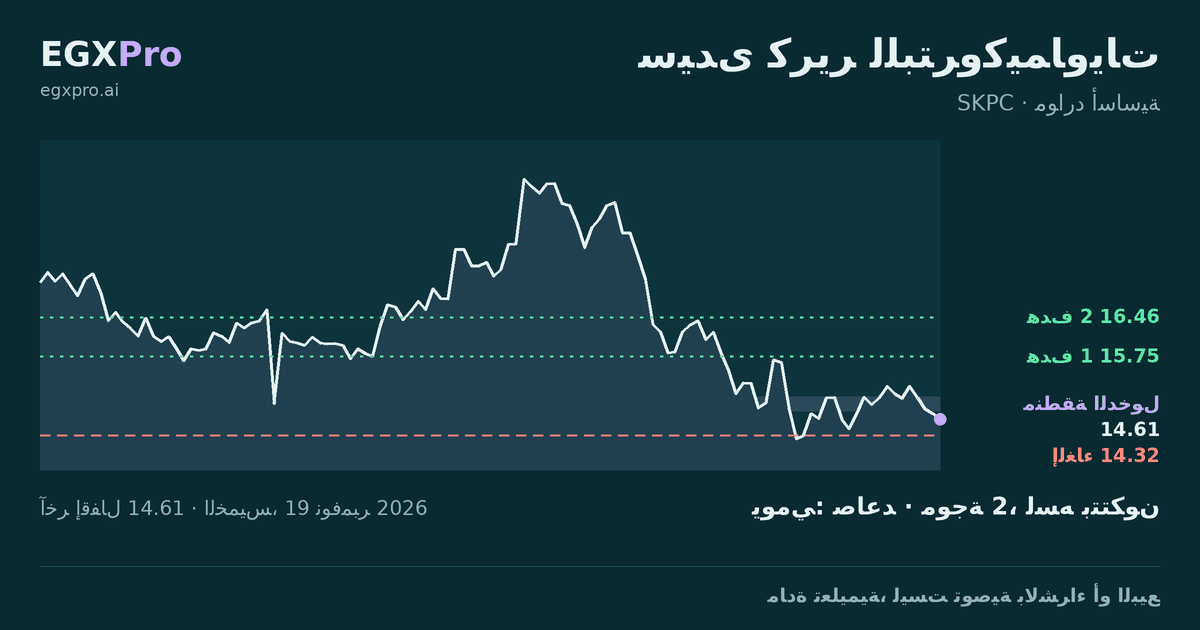 EGXPro
egxpro.ai
سيدى كرير للبتروكيماويات
SKPC · موارد أساسية
هدف 2 16.46
هدف 1 15.75
منطقة الدخول
14.61
إلغاء 14.32
يومي: صاعد · موجة 2، لسه بتتكون
آخر إقفال 14.61 · الخميس، 19 نوفمبر 2026
مادة تعليمية، ليست توصية بالشراء أو البيع